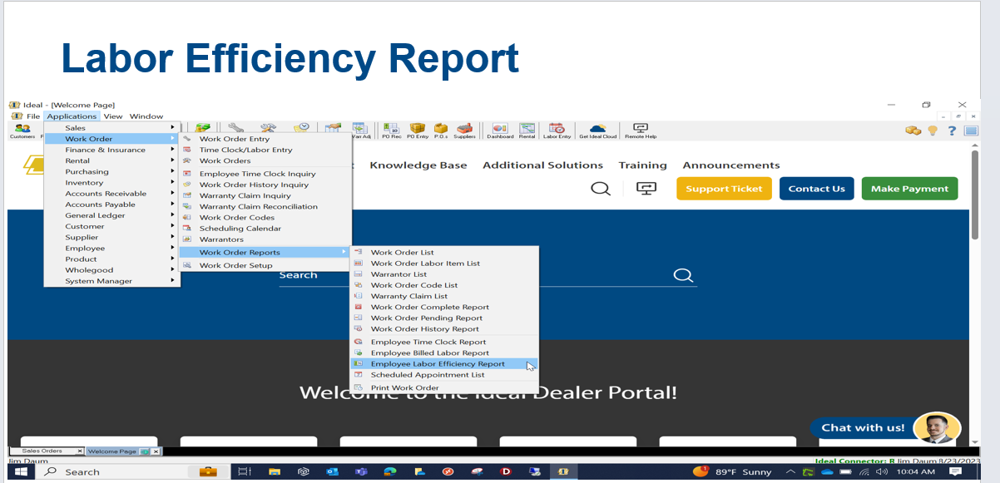 Labor Efficiency Report
Ideal - [Welcome Page]
File Applications View Window
Customers
Warr Adj PO Rec PO Entry P.O.s Suppliers Dashboard Rental Labor Entry Get Ideal Cloud Remote Help
Sales
Work Order
Finance & Insurance
Rental
Purchasing
Inventory
Accounts Receivable
Accounts Payable
General Ledger
Customer
Supplier
Employee
Product
Wholegood
System Manager
Work Order Entry
Time Clock/Labor Entry
Work Orders
Employee Time Clock Inquiry
Work Order History Inquiry
Warranty Claim Inquiry
Warranty Claim Reconciliation
Work Order Codes
Scheduling Calendar
Warrantors
Work Order Reports
Work Order Setup
Work Order List
Work Order Labor Item List
Warrantor List
Work Order Code List
Warranty Claim List
Work Order Complete Report
Work Order Pending Report
Work Order History Report
Employee Time Clock Report
Employee Billed Labor Report
Employee Labor Efficiency Report
Scheduled Appointment List
Print Work Order
Knowledge Base Additional Solutions Training Announcements
Support Ticket Contact Us Make Payment
Search
Welcome to the Ideal Dealer Portal!
Chat with us!
Sales Orders Welcome Page
Jim Daum Ideal Connector: R Jim Daum 8/23/2023
Search 89°F Sunny 10:04 AM